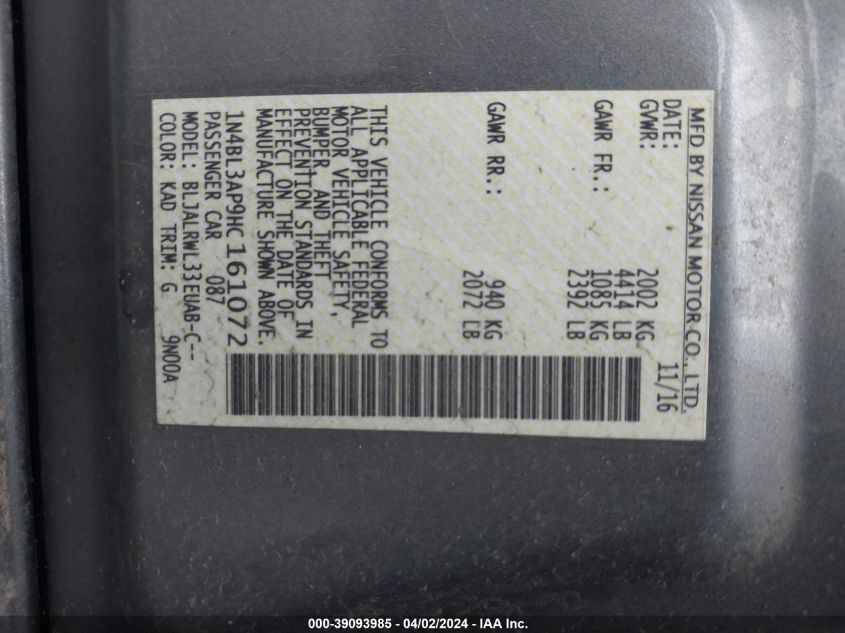 MFD BY NISSAN MOTOR CO., LTD.
DATE: 11/16
GVWR: 2002 KG
4414 LB
GAWR FR.: 1085 KG
2392 LB
GAWR RR.: 940 KG
2072 LB
THIS VEHICLE CONFORMS TO
ALL APPLICABLE FEDERAL
MOTOR VEHICLE SAFETY,
BUMPER, AND THEFT
PREVENTION STANDARDS IN
EFFECT ON THE DATE OF
MANUFACTURE SHOWN ABOVE.
1N4BL3AP9HC161072
PASSENGER CAR 087
MODEL: BLJALRWL33EUAB-C--
COLOR: KAD TRIM: G 9N00A
000-39093985 - 04/02/2024 - IAA Inc.